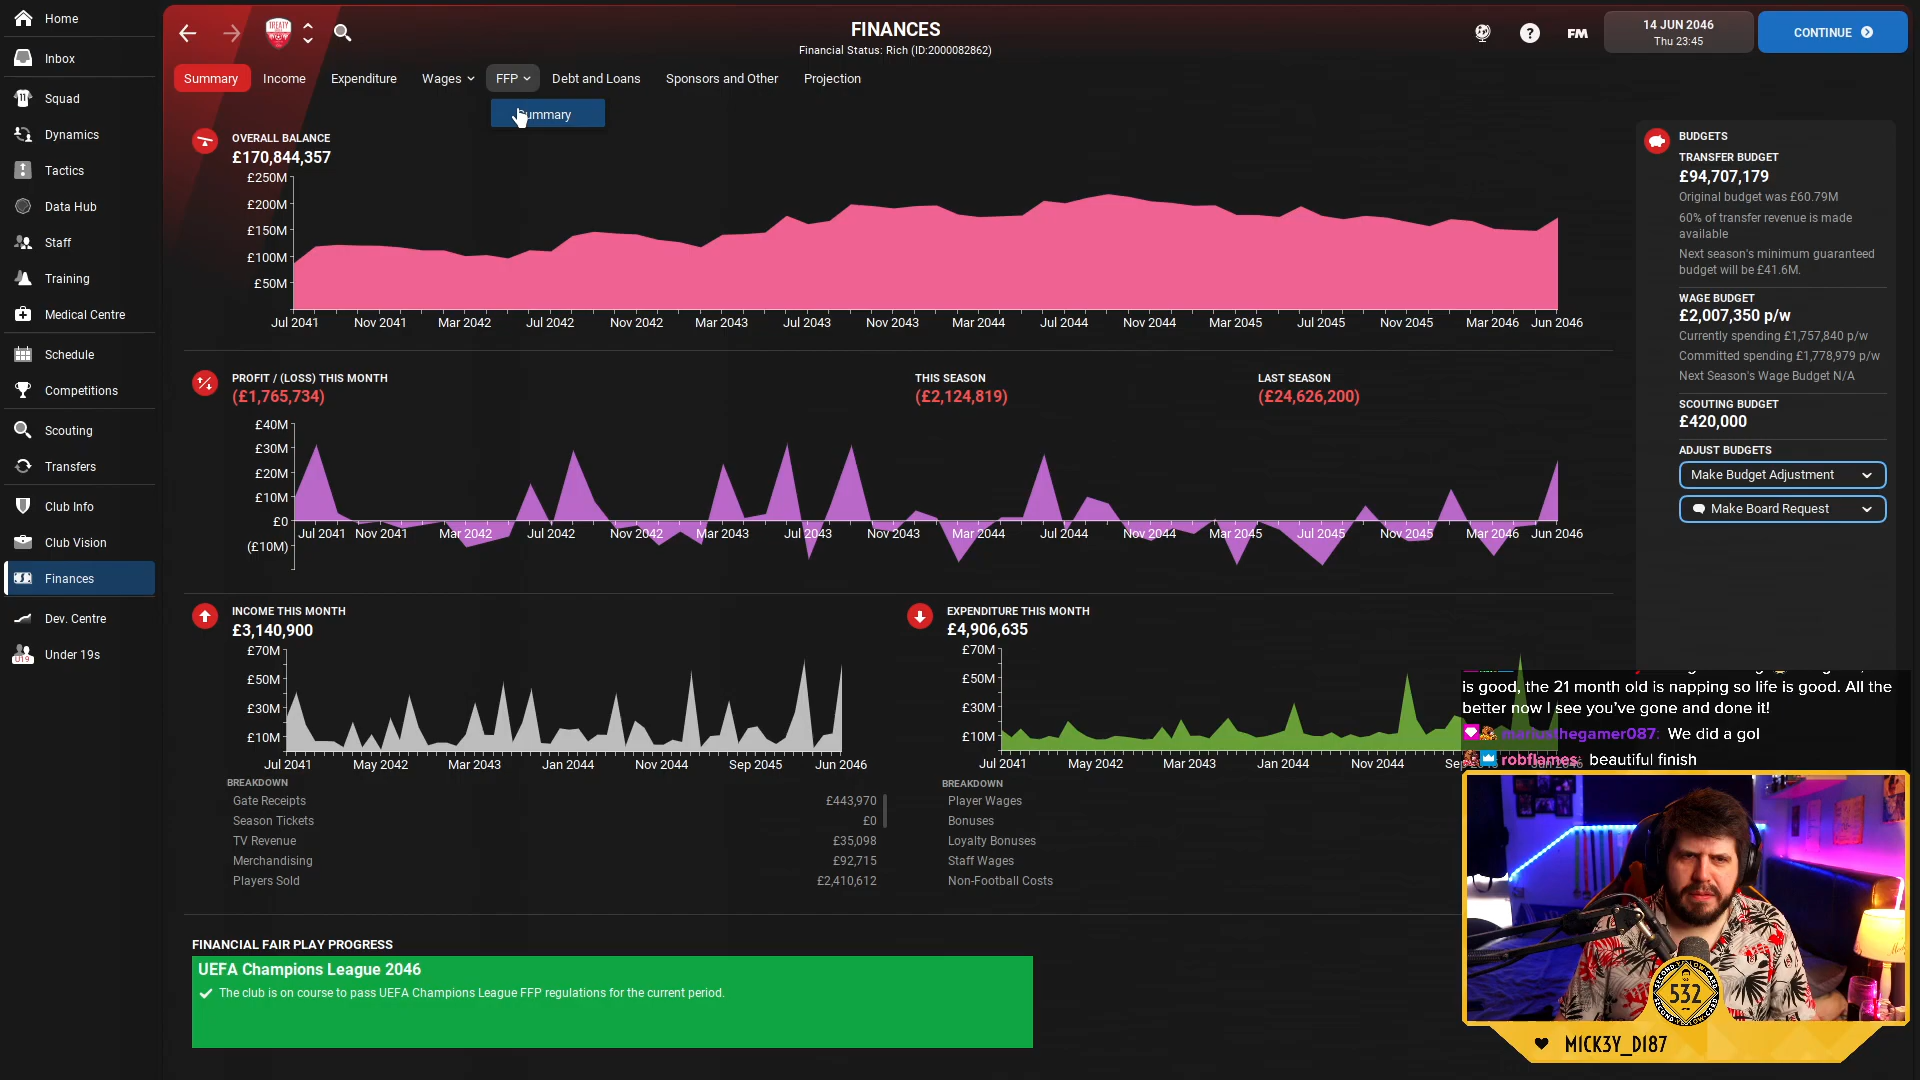 Home
Inbox
Squad
Dynamics
Tactics
Data Hub
Staff
Training
Medical Centre
Schedule
Competitions
Scouting
Transfers
Club Info
Club Vision
Finances
Dev. Centre
Under 19s
TREATY
FINANCES
Financial Status: Rich (ID:2000082862)
FM
14 JUN 2046
Thu 23:45
CONTINUE
Summary
Income
Expenditure
Wages
FFP
Debt and Loans
Sponsors and Other
Projection
Summary
OVERALL BALANCE
£170,844,357
£250M
£200M
£150M
£100M
£50M
Jul 2041 Nov 2041 Mar 2042 Jul 2042 Nov 2042 Mar 2043 Jul 2043 Nov 2043 Mar 2044 Jul 2044 Nov 2044 Mar 2045 Jul 2045 Nov 2045 Mar 2046 Jun 2046
PROFIT / (LOSS) THIS MONTH
(£1,765,734)
THIS SEASON
(£2,124,819)
LAST SEASON
(£24,626,200)
£40M
£30M
£20M
£10M
£0
(£10M)
Jul 2041 Nov 2041 Mar 2042 Jul 2042 Nov 2042 Mar 2043 Jul 2043 Nov 2043 Mar 2044 Jul 2044 Nov 2044 Mar 2045 Jul 2045 Nov 2045 Mar 2046 Jun 2046
INCOME THIS MONTH
£3,140,900
£70M
£50M
£30M
£10M
Jul 2041 May 2042 Mar 2043 Jan 2044 Nov 2044 Sep 2045 Jun 2046
BREAKDOWN
Gate Receipts £443,970
Season Tickets £0
TV Revenue £35,098
Merchandising £92,715
Players Sold £2,410,612
EXPENDITURE THIS MONTH
£4,906,635
£70M
£50M
£30M
£10M
Jul 2041 May 2042 Mar 2043 Jan 2044 Nov 2044
BREAKDOWN
Player Wages
Bonuses
Loyalty Bonuses
Staff Wages
Non-Football Costs
FINANCIAL FAIR PLAY PROGRESS
UEFA Champions League 2046
The club is on course to pass UEFA Champions League FFP regulations for the current period.
BUDGETS
TRANSFER BUDGET
£94,707,179
Original budget was £60.79M
60% of transfer revenue is made
available
Next season's minimum guaranteed
budget will be £41.6M.
WAGE BUDGET
£2,007,350 p/w
Currently spending £1,757,840 p/w
Committed spending £1,778,979 p/w
Next Season's Wage Budget N/A
SCOUTING BUDGET
£420,000
ADJUST BUDGETS
Make Budget Adjustment
Make Board Request
is good, the 21 month old is napping so life is good. All the
better now I see you've gone and done it!
mariusthegamer087: We did a gol
robflames: beautiful finish
SECOND YELLOW CARD
532
M1CK3Y_D187